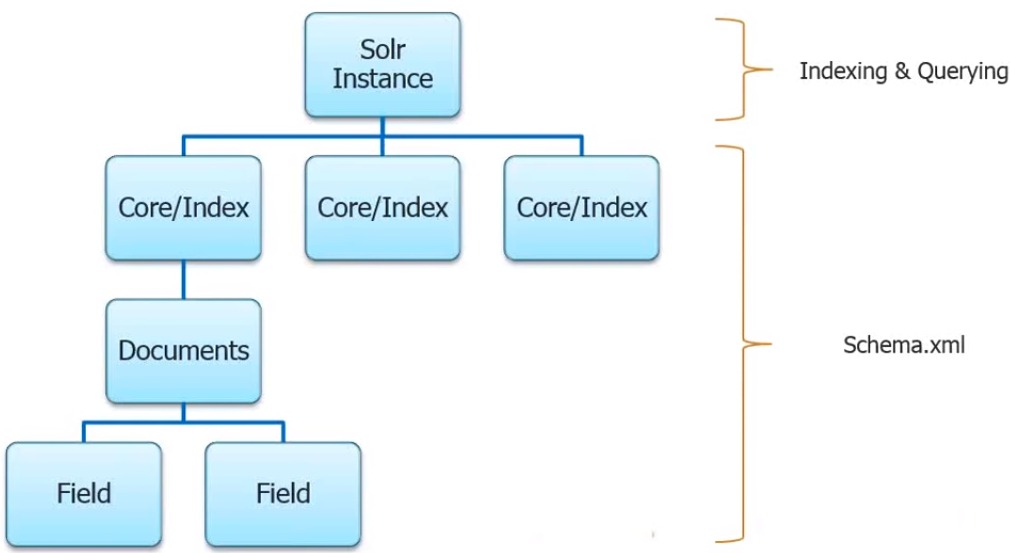 Solr
Instance
Indexing & Querying
Core/Index
Core/Index
Core/Index
Documents
Schema.xml
Field
Field